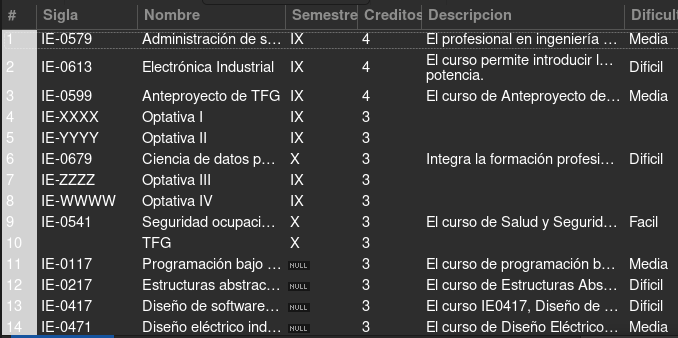 # Sigla Nombre Semestre Creditos Descripcion Dificult
1 IE-0579 Administración de s… IX 4 El profesional en ingeniería … Media
2 IE-0613 Electrónica Industrial IX 4 El curso permite introducir l… potencia. Dificil
3 IE-0599 Anteproyecto de TFG IX 4 El curso de Anteproyecto de… Media
4 IE-XXXX Optativa I IX 3
5 IE-YYYY Optativa II IX 3
6 IE-0679 Ciencia de datos p… X 3 Integra la formación profesi… Dificil
7 IE-ZZZZ Optativa III IX 3
8 IE-WWWW Optativa IV IX 3
9 IE-0541 Seguridad ocupaci… X 3 El curso de Salud y Segurid… Facil
10 TFG X 3
11 IE-0117 Programación bajo … NULL 3 El curso de programación b… Media
12 IE-0217 Estructuras abstrac… NULL 3 El curso de Estructuras Abs… Dificil
13 IE-0417 Diseño de software… NULL 3 El curso IE0417, Diseño de … Dificil
14 IE-0471 Diseño eléctrico ind… NULL 3 El curso de Diseño Eléctrico… Media